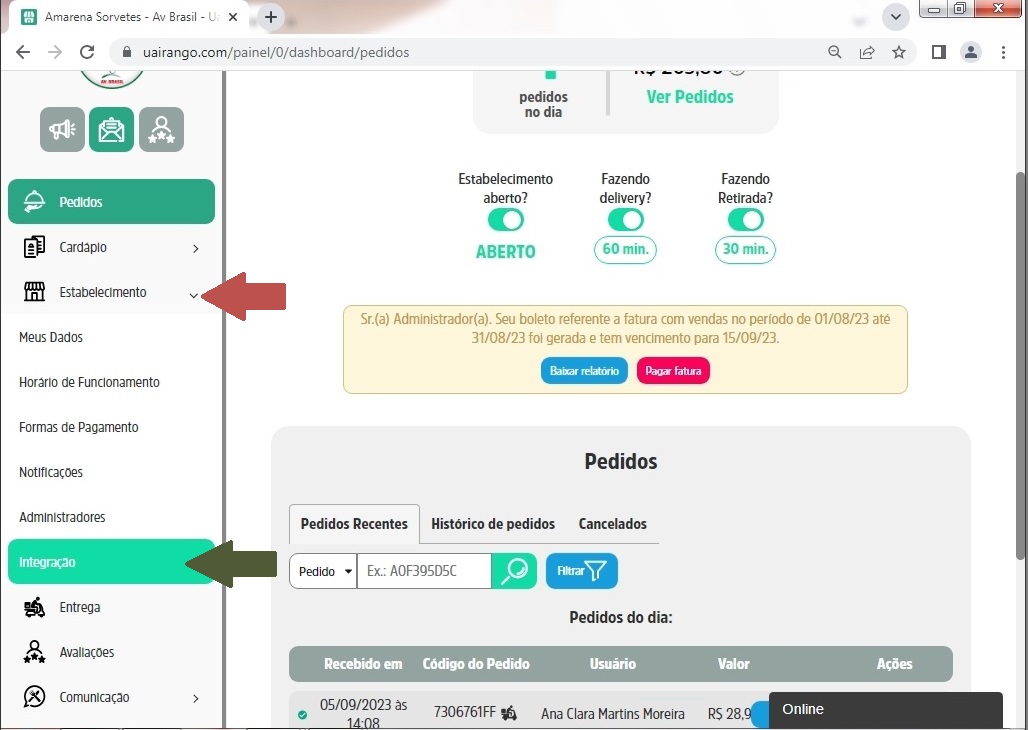 Amarena Sorvetes - Av Brasil - Ua
uairango.com/painel/0/dashboard/pedidos
AV BRASIL
Pedidos
Cardápio
Estabelecimento
Meus Dados
Horário de Funcionamento
Formas de Pagamento
Notificações
Administradores
Integração
Entrega
Avaliações
Comunicação
pedidos
no dia
R$
Ver Pedidos
Estabelecimento
aberto?
ABERTO
Fazendo
delivery?
60 min.
Fazendo
Retirada?
30 min.
Sr.(a) Administrador(a). Seu boleto referente a fatura com vendas no período de 01/08/23 até
31/08/23 foi gerada e tem vencimento para 15/09/23.
Baixar relatório
Pagar fatura
Pedidos
Pedidos Recentes
Histórico de pedidos
Cancelados
Pedido
Ex.: A0F395D5C
Filtrar
Pedidos do dia:
Recebido em
Código do Pedido
Usuário
Valor
Ações
05/09/2023 às
14:08
7306761FF
Ana Clara Martins Moreira
R$ 28,9
Online